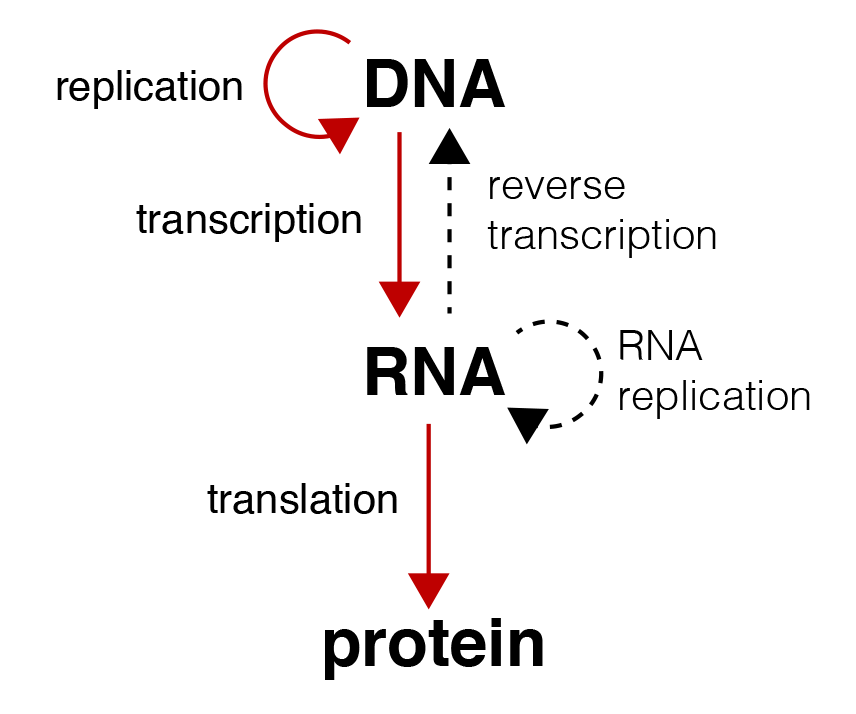 replication
DNA
transcription
reverse
transcription
RNA
RNA
replication
translation
protein